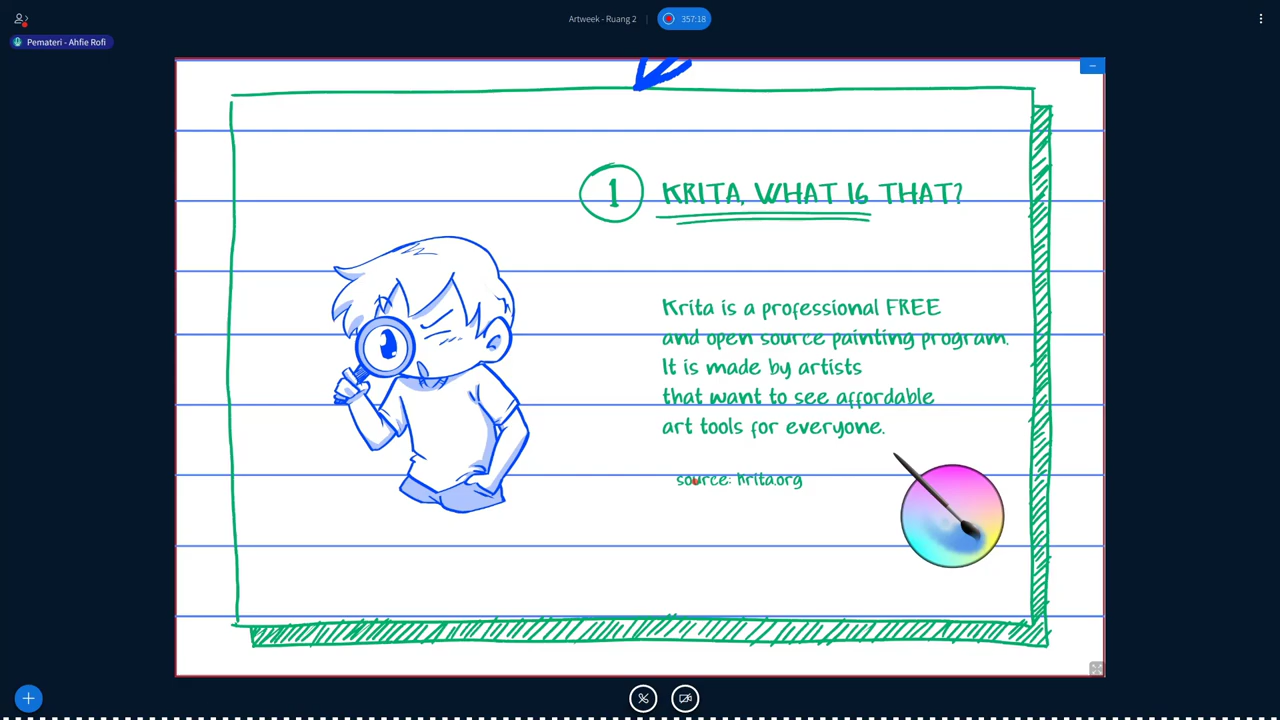 Artweek - Ruang 2
357:18
Pemateri - Ahfie Rofi
1
KRITA, WHAT IS THAT?
Krita is a professional FREE
and open source painting program.
It is made by artists
that want to see affordable
art tools for everyone.
source: krita.org